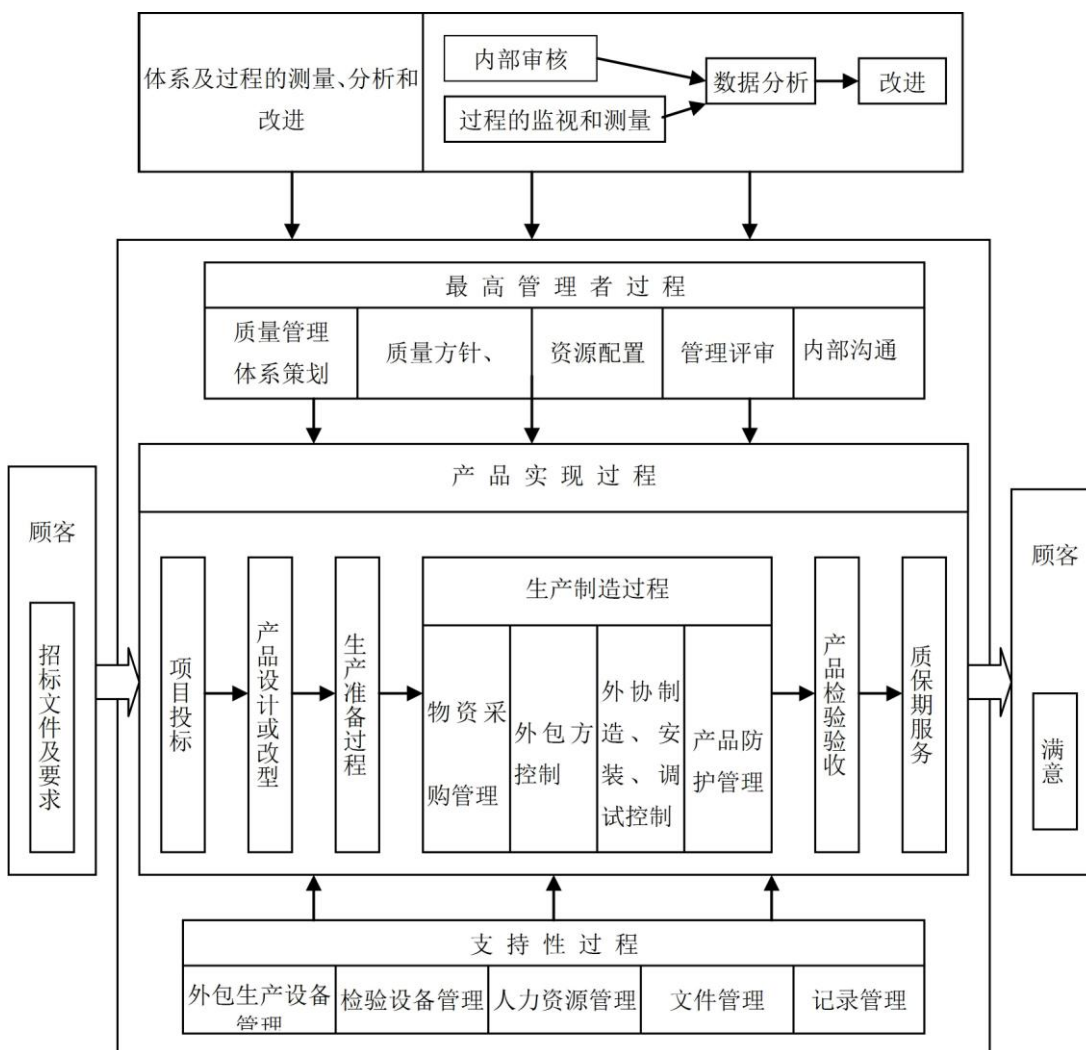 体系及过程的测量、分析和
改进
内部审核
过程的监视和测量
数据分析
改进
最高管理者过程
质量管理
体系策划
质量方针、
资源配置
管理评审
内部沟通
产品实现过程
顾客
招标文件及要求
项目投标
产品设计或改型
生产准备过程
生产制造过程
物资采
购管理
外包方
控制
外协制
造、安
装、调
试控制
产品防
护管理
产品检验验收
质保期服务
顾客
满意
支持性过程
外包生产设备
管理
检验设备管理
人力资源管理
文件管理
记录管理